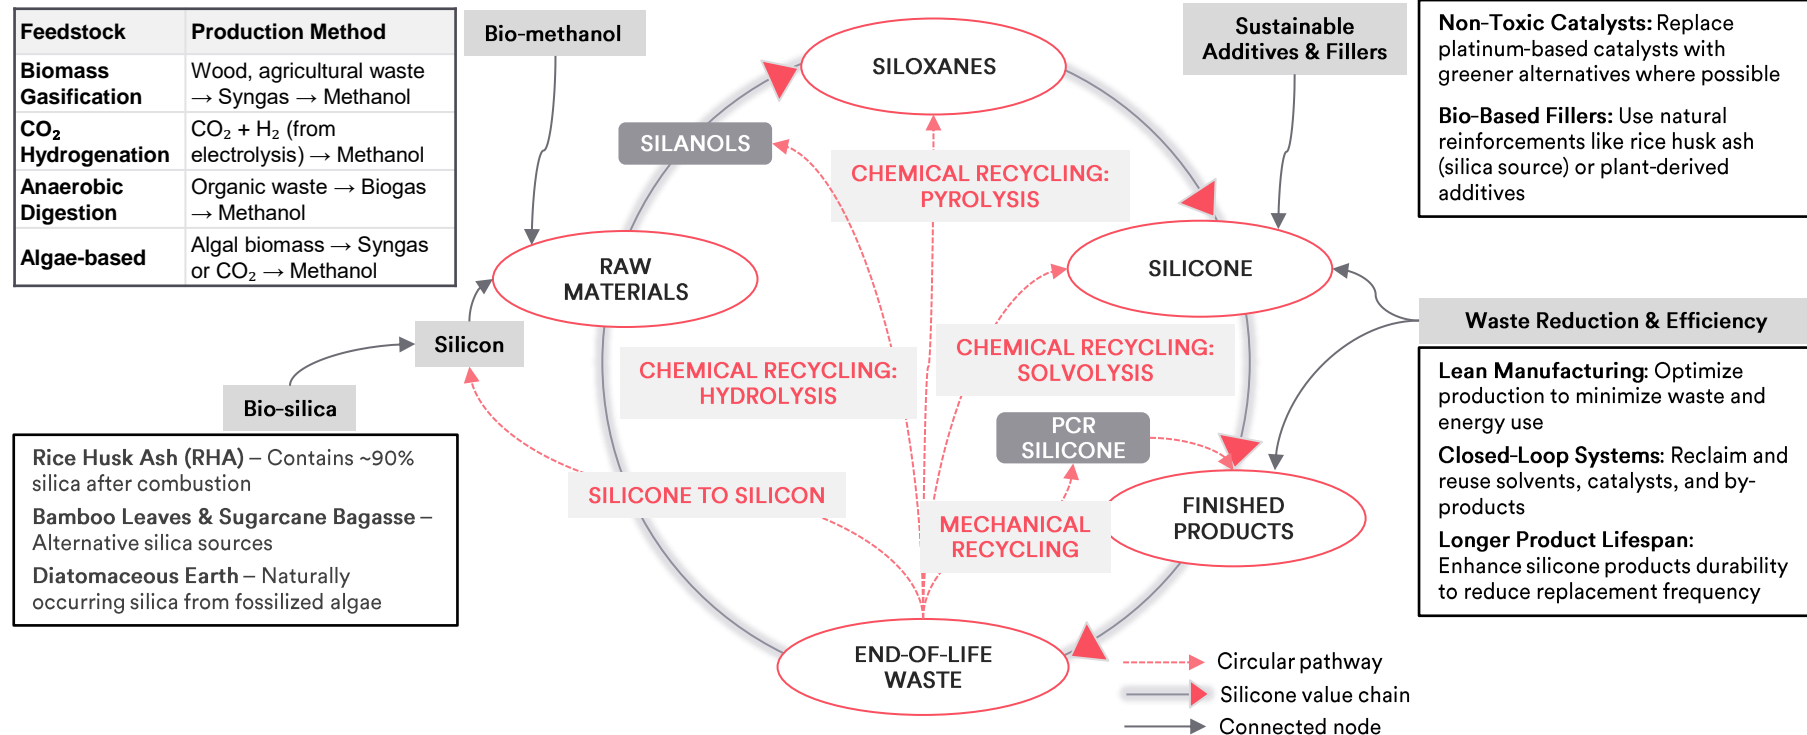 Feedstock
Production Method
Biomass
Gasification
Wood, agricultural waste
→ Syngas → Methanol
CO₂
Hydrogenation
CO₂ + H₂ (from
electrolysis) → Methanol
Anaerobic
Digestion
Organic waste → Biogas
→ Methanol
Algae-based
Algal biomass → Syngas
or CO₂ → Methanol
Bio-methanol
SILOXANES
Sustainable
Additives & Fillers
Non-Toxic Catalysts: Replace
platinum-based catalysts with
greener alternatives where possible
Bio-Based Fillers: Use natural
reinforcements like rice husk ash
(silica source) or plant-derived
additives
SILANOLS
CHEMICAL RECYCLING:
PYROLYSIS
RAW
MATERIALS
SILICONE
Silicon
Waste Reduction & Efficiency
CHEMICAL RECYCLING:
HYDROLYSIS
CHEMICAL RECYCLING:
SOLVOLYSIS
Bio-silica
PCR
SILICONE
Lean Manufacturing: Optimize
production to minimize waste and
energy use
Closed-Loop Systems: Reclaim and
reuse solvents, catalysts, and by-
products
Longer Product Lifespan:
Enhance silicone products durability
to reduce replacement frequency
Rice Husk Ash (RHA) – Contains ~90%
silica after combustion
Bamboo Leaves & Sugarcane Bagasse –
Alternative silica sources
Diatomaceous Earth – Naturally
occurring silica from fossilized algae
SILICONE TO SILICON
MECHANICAL
RECYCLING
FINISHED
PRODUCTS
END-OF-LIFE
WASTE
Circular pathway
Silicone value chain
Connected node